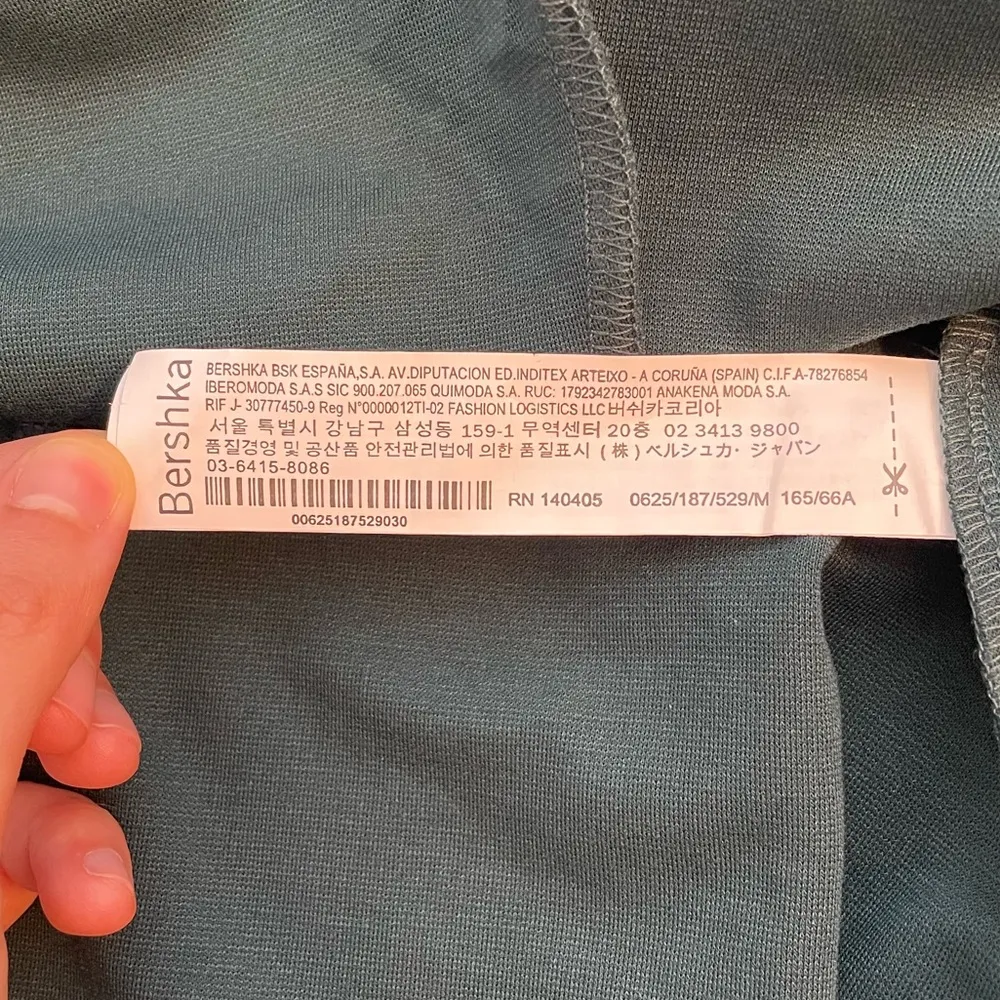 Bershka
BERSHKA BSK ESPAÑA,S.A. AV.DIPUTACION ED.INDITEX ARTEIXO - A CORUÑA (SPAIN) C.I.F.A-78276854
IBEROMODA S.A.S SIC 900.207.065 QUIMODA S.A. RUC: 1792342783001 ANAKENA MODA S.A.
RIF J- 30777450-9 Reg N°0000012TI-02 FASHION LOGISTICS LLC 버쉬카코리아
서울 특별시 강남구 삼성동 159-1 무역센터 20층 02 3413 9800
품질경영 및 공산품 안전관리법에 의한 품질표시 (株) ベルシュカ・ジャパン
03-6415-8086
RN 140405 0625/187/529/M 165/66A
00625187529030